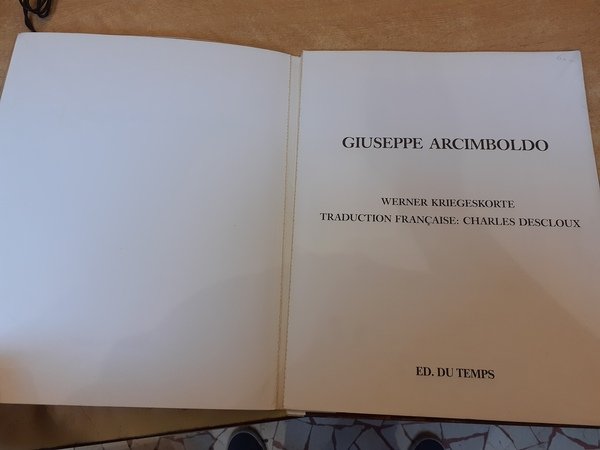 GIUSEPPE ARCIMBOLDO
WERNER KRIEGESKORTE
TRADUCTION FRANÇAISE: CHARLES DESCLOUX
ED. DU TEMPS